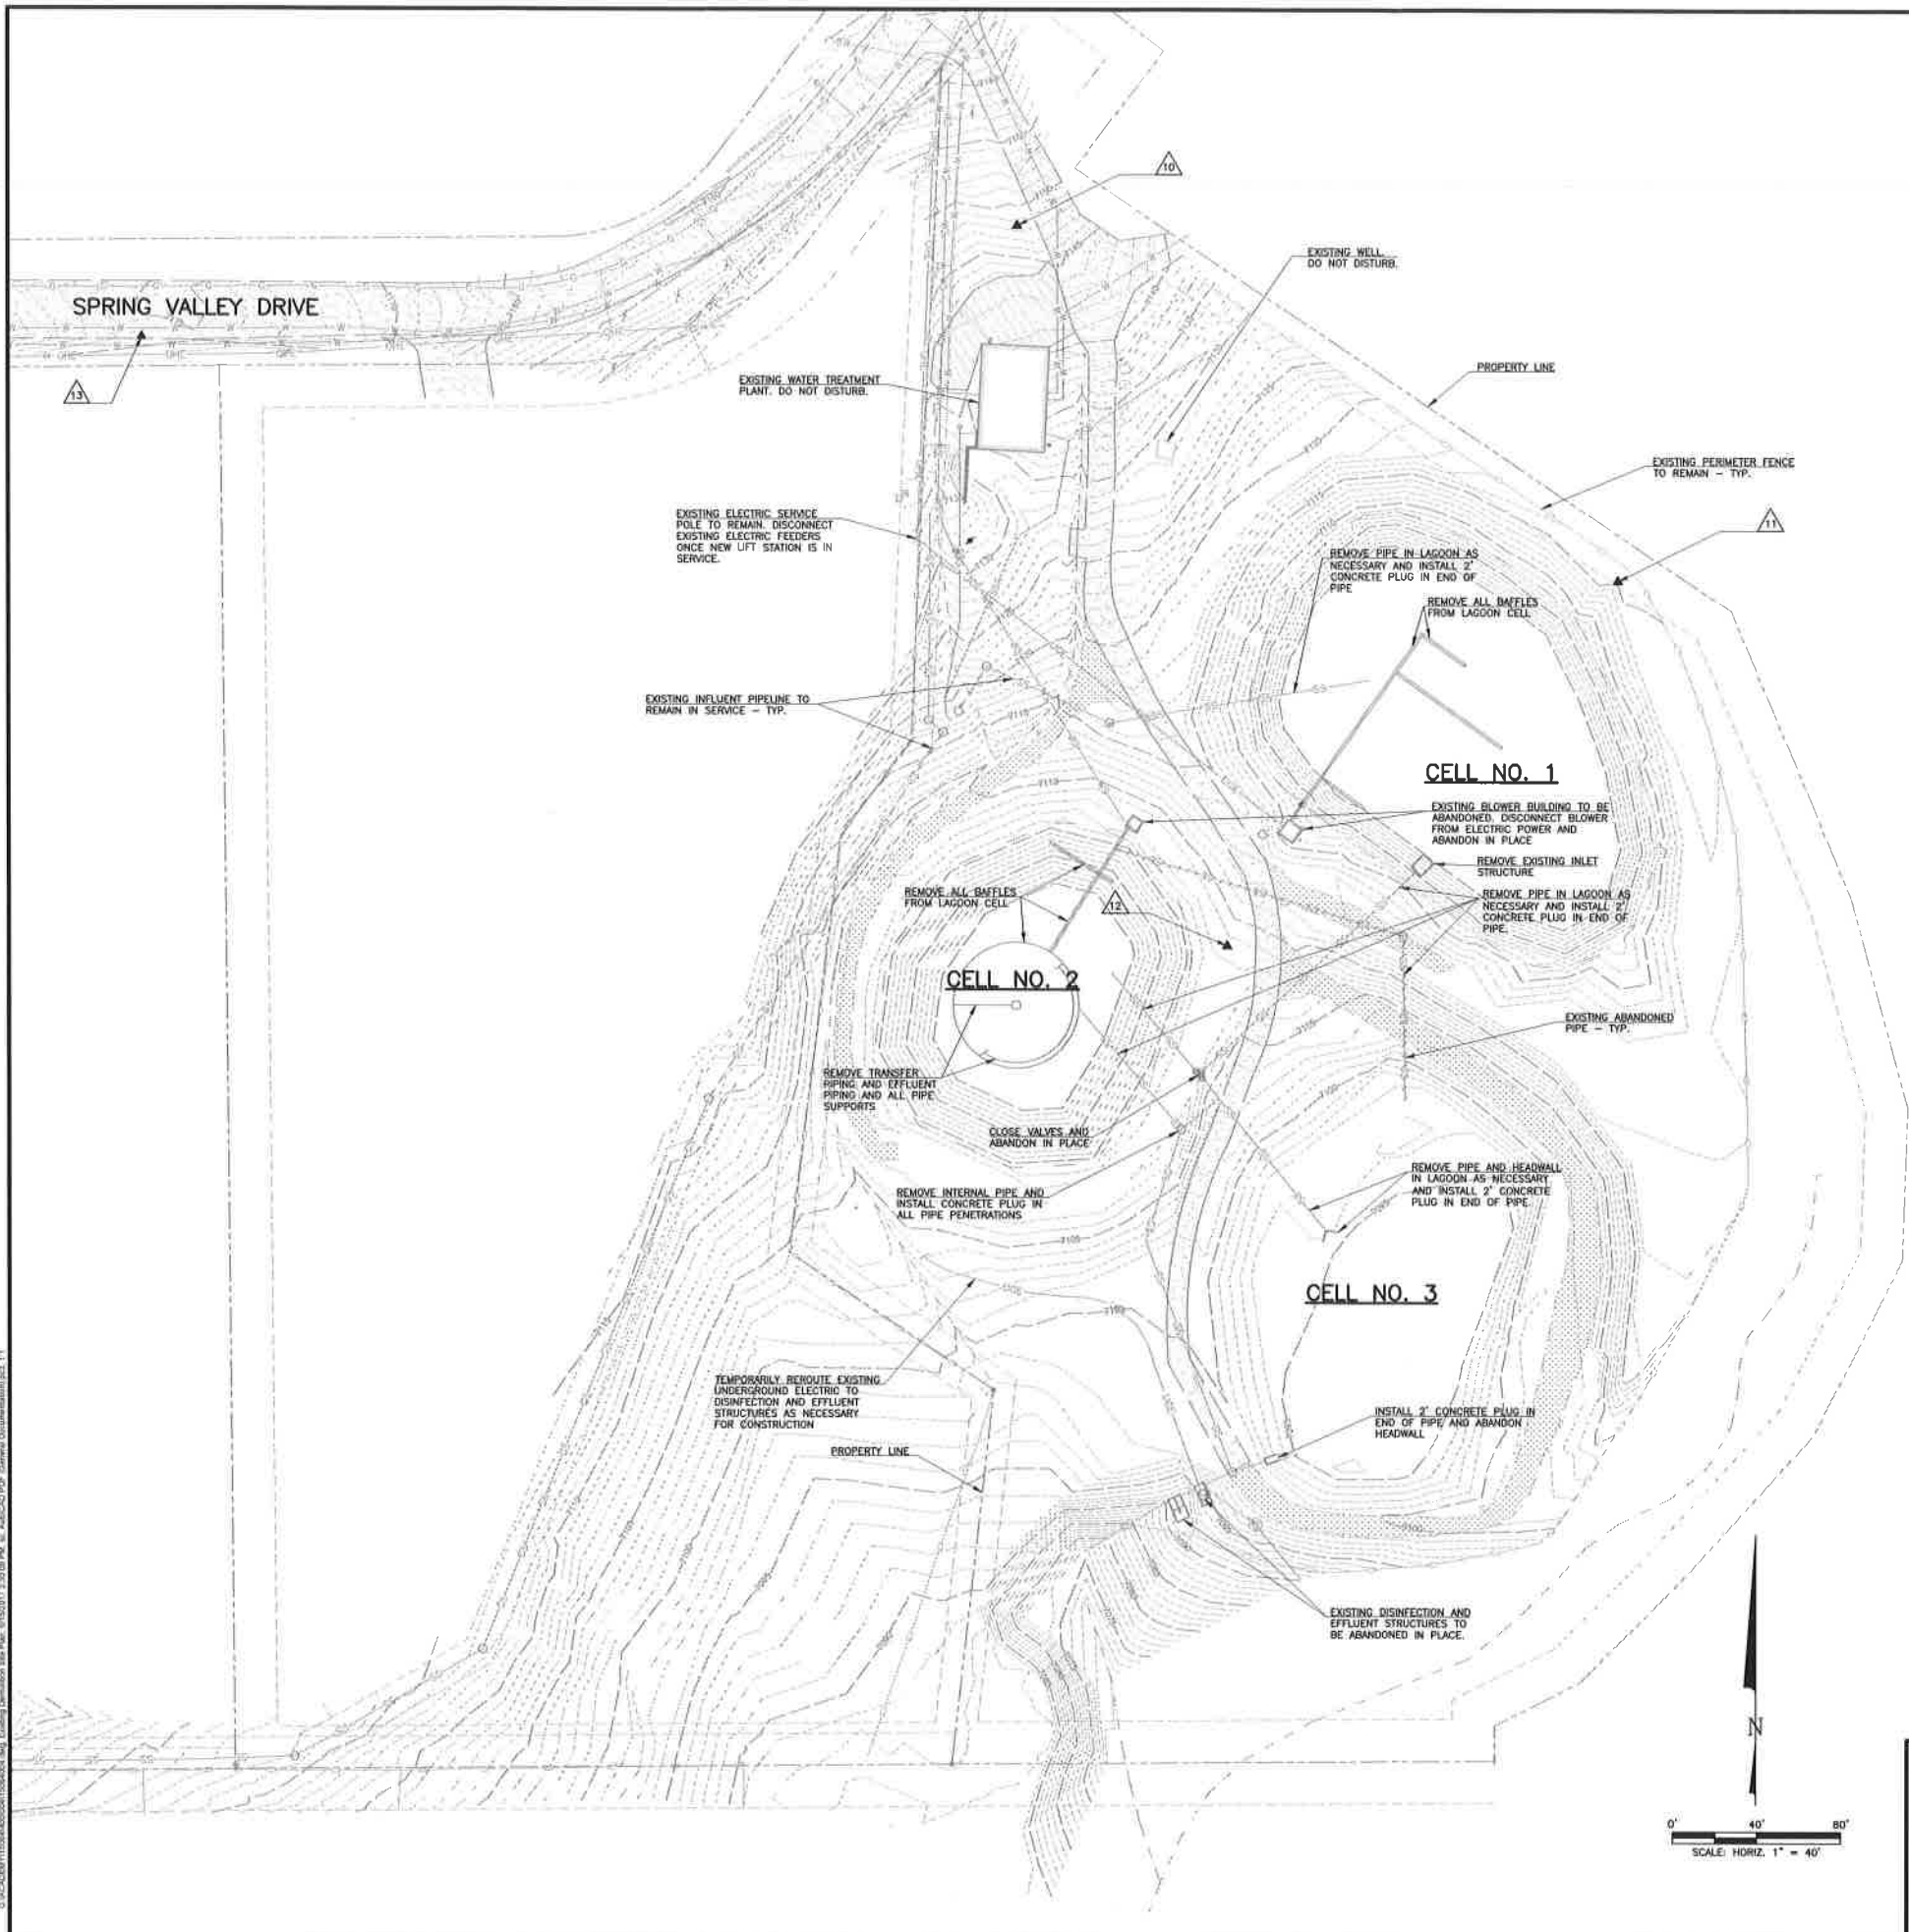 10
EXISTING WELL.
DO NOT DISTURB.
SPRING VALLEY DRIVE
13
EXISTING WATER TREATMENT
PLANT. DO NOT DISTURB.
PROPERTY LINE
EXISTING PERIMETER FENCE
TO REMAIN - TYP.
EXISTING ELECTRIC SERVICE
POLE TO REMAIN. DISCONNECT
EXISTING ELECTRIC FEEDERS
ONCE NEW LIFT STATION IS IN
SERVICE.
11
REMOVE PIPE IN LAGOON AS
NECESSARY AND INSTALL 2'
CONCRETE PLUG IN END OF
PIPE
REMOVE ALL BAFFLES
FROM LAGOON CELL
EXISTING INFLUENT PIPELINE TO
REMAIN IN SERVICE - TYP.
CELL NO. 1
EXISTING BLOWER BUILDING TO BE
ABANDONED. DISCONNECT BLOWER
FROM ELECTRIC POWER AND
ABANDON IN PLACE
REMOVE EXISTING INLET
STRUCTURE
REMOVE ALL BAFFLES
FROM LAGOON CELL
12
REMOVE PIPE IN LAGOON AS
NECESSARY AND INSTALL 2'
CONCRETE PLUG IN END OF
PIPE.
CELL NO. 2
EXISTING ABANDONED
PIPE - TYP.
REMOVE TRANSFER
PIPING AND EFFLUENT
PIPING AND ALL PIPE
SUPPORTS
CLOSE VALVES AND
ABANDON IN PLACE
REMOVE PIPE AND HEADWALL
IN LAGOON AS NECESSARY
AND INSTALL 2' CONCRETE
PLUG IN END OF PIPE
REMOVE INTERNAL PIPE AND
INSTALL CONCRETE PLUG IN
ALL PIPE PENETRATIONS
CELL NO. 3
TEMPORARILY REROUTE EXISTING
UNDERGROUND ELECTRIC TO
DISINFECTION AND EFFLUENT
STRUCTURES AS NECESSARY
FOR CONSTRUCTION
INSTALL 2' CONCRETE PLUG IN
END OF PIPE AND ABANDON
HEADWALL
PROPERTY LINE
EXISTING DISINFECTION AND
EFFLUENT STRUCTURES TO
BE ABANDONED IN PLACE.
N
0' 40' 80'
SCALE: HORIZ. 1" = 40'